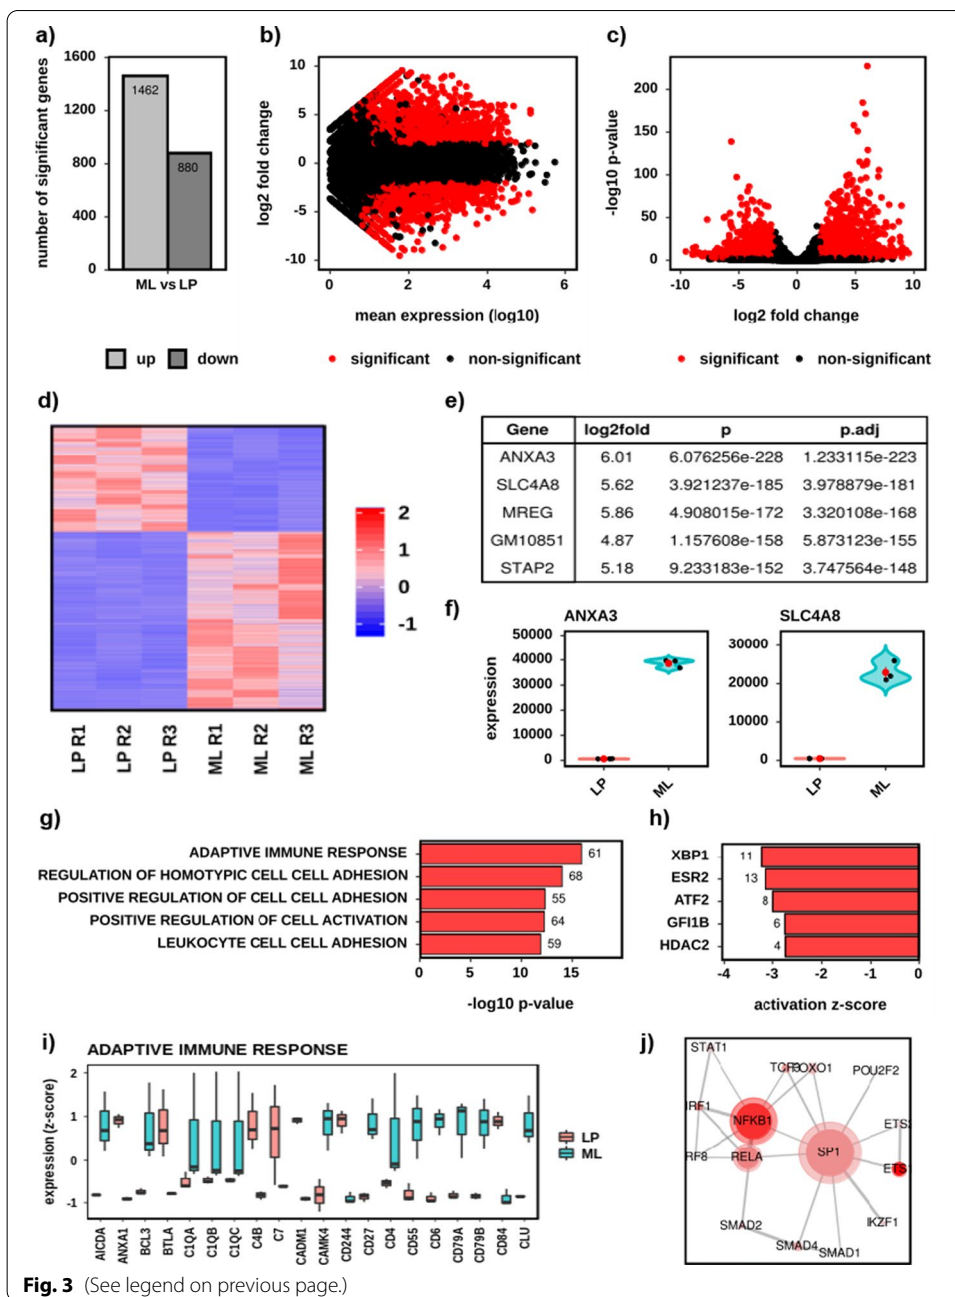 a)
number of significant genes
1600
1200
800
400
0
1462
880
ML vs LP
up
down
b)
log2 fold change
10
5
0
-5
-10
0 2 4 6
mean expression (log10)
significant
non-significant
c)
-log10 p-value
200
150
100
50
0
-10 -5 0 5 10
log2 fold change
significant
non-significant
d)
LP R1
LP R2
LP R3
ML R1
ML R2
ML R3
2
1
0
-1
e)
Gene log2fold p p.adj
ANXA3 6.01 6.076256e-228 1.233115e-223
SLC4A8 5.62 3.921237e-185 3.978879e-181
MREG 5.86 4.908015e-172 3.320108e-168
GM10851 4.87 1.157608e-158 5.873123e-155
STAP2 5.18 9.233183e-152 3.747564e-148
f)
ANXA3
expression
50000
40000
30000
20000
10000
0
LP
ML
SLC4A8
30000
20000
10000
0
LP
ML
g)
ADAPTIVE IMMUNE RESPONSE 61
REGULATION OF HOMOTYPIC CELL CELL ADHESION 68
POSITIVE REGULATION OF CELL CELL ADHESION 55
POSITIVE REGULATION OF CELL ACTIVATION 64
LEUKOCYTE CELL CELL ADHESION 59
0 5 10 15
-log10 p-value
h)
XBP1 11
ESR2 13
ATF2 8
GFI1B 6
HDAC2 4
-4 -3 -2 -1 0
activation z-score
i)
ADAPTIVE IMMUNE RESPONSE
expression (z-score)
2
1
0
-1
AICDA
ANXA1
BCL3
BTLA
C1QA
C1QB
C1QC
C4B
C7
CADM1
CAMK4
CD244
CD27
CD4
CD55
CD6
CD79A
CD79B
CD84
CLU
LP
ML
j)
STAT1
TCF3
FOXO1
POU2F2
IRF1
NFKB1
ETS
RF8
RELA
SP1
ETS
SMAD2
IKZF1
SMAD4
SMAD1
Fig. 3 (See legend on previous page.)